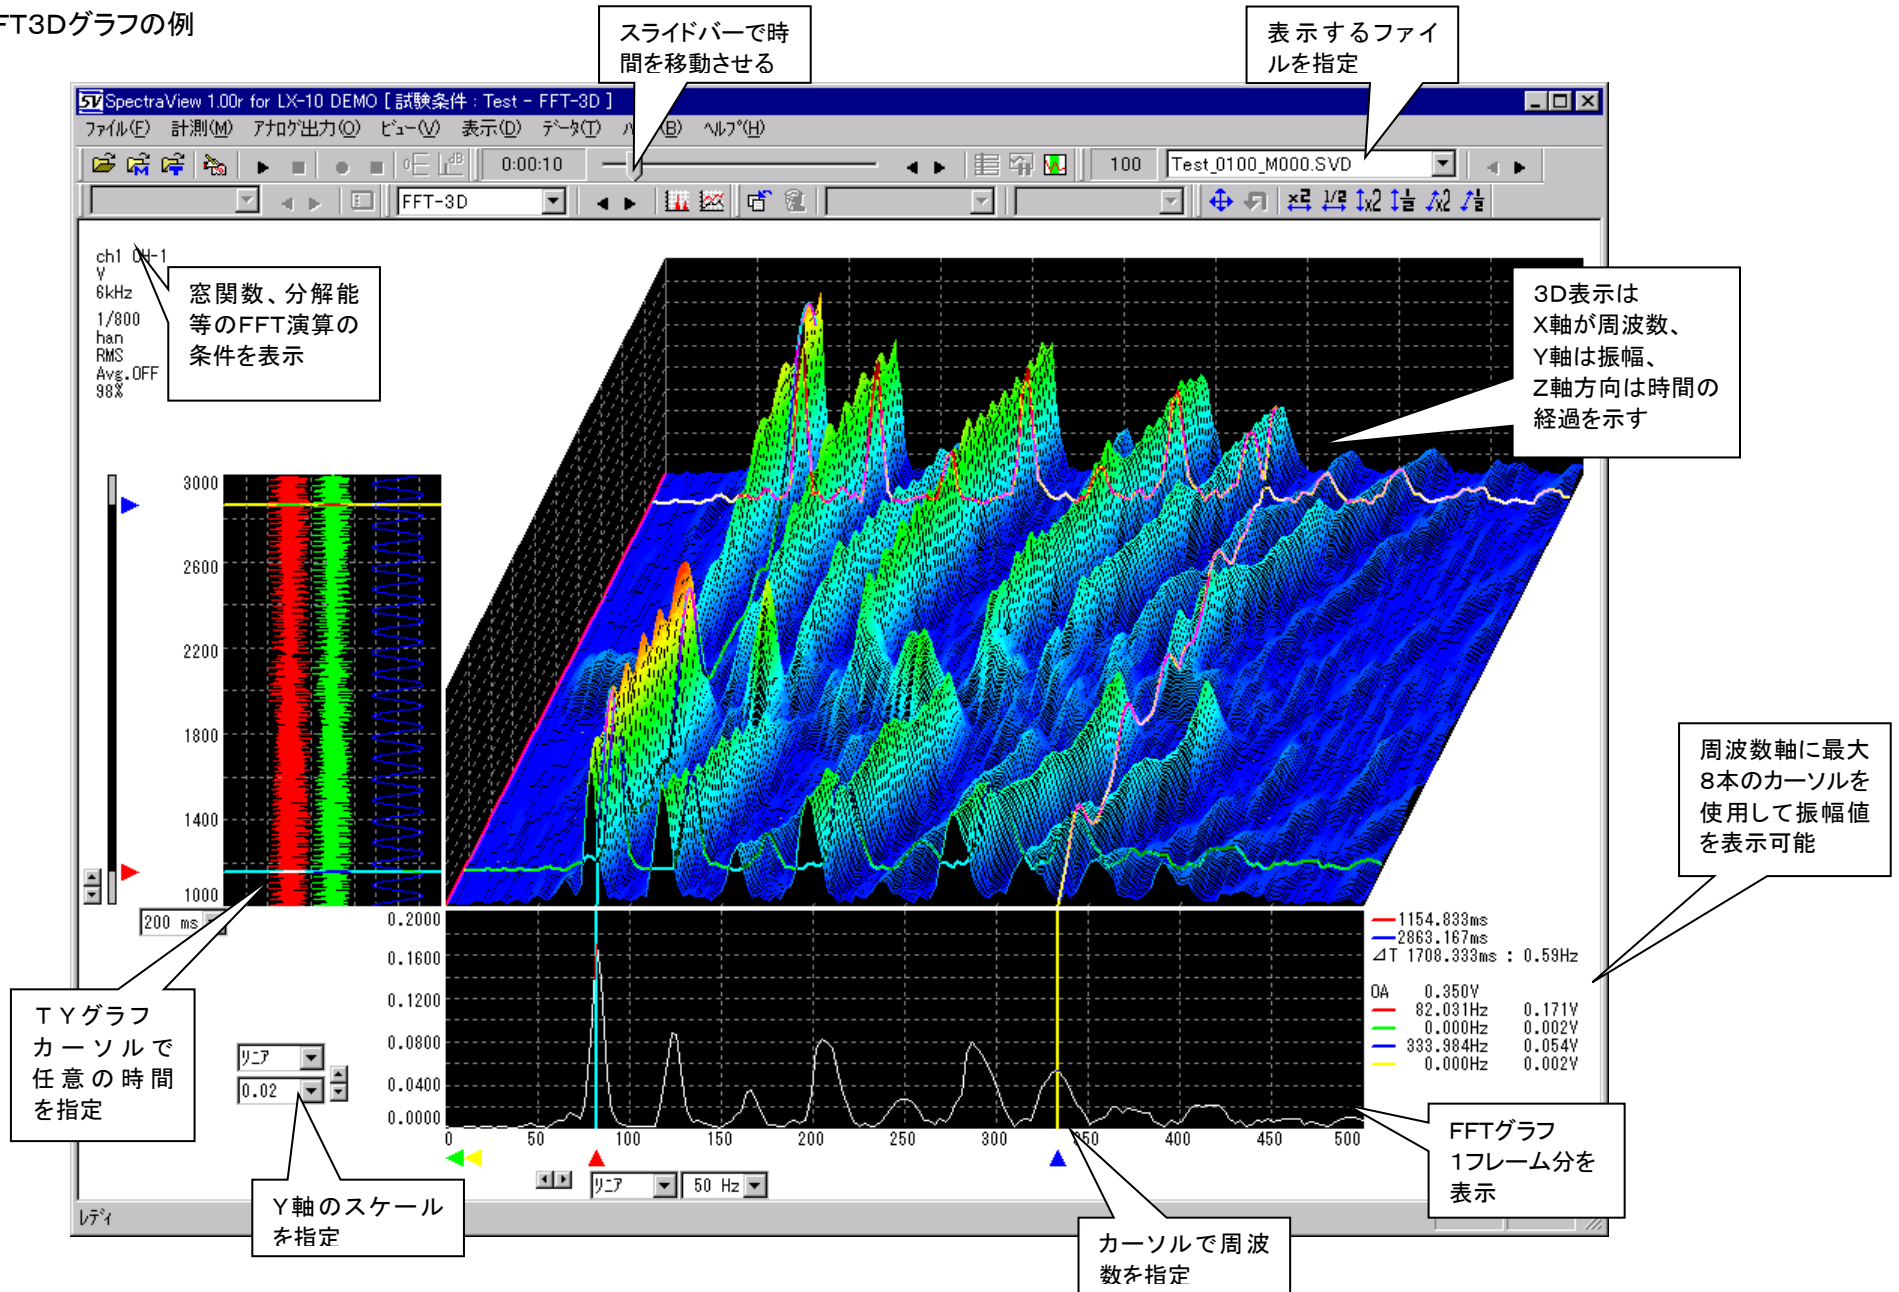 FT3Dグラフの例
スライドバーで時
間を移動させる
表示するファイ
ルを指定
SV SpectraView 1.00r for LX-10 DEMO [ 試験条件 : Test - FFT-3D ]
ファイル(F) 計測(M) アナログ出力(O) ビュー(V) 表示(D) データ(T) (B) ヘルプ(H)
0:00:10
100
Test_0100_M000.SVD
FFT-3D
x2 1/2 x2 1/2 x2 1/2
ch1 CH-1
V
6kHz
1/800
han
RMS
Avg.OFF
98%
窓関数、分解能
等のFFT演算の
条件を表示
3D表示は
X軸が周波数、
Y軸は振幅、
Z軸方向は時間の
経過を示す
3000
2600
2200
1800
1400
1000
200 ms
周波数軸に最大
8本のカーソルを
使用して振幅値
を表示可能
0.2000
0.1600
0.1200
0.0800
0.0400
0.0000
1154.833ms
2863.167ms
⊿T 1708.333ms : 0.59Hz
OA 0.350V
82.031Hz 0.171V
0.000Hz 0.002V
333.984Hz 0.054V
0.000Hz 0.002V
TYグラフ
カーソルで
任意の時間
を指定
リニア
0.02
0 50 100 150 200 250 300 350 400 450 500
リニア 50 Hz
FFTグラフ
1フレーム分を
表示
Y軸のスケール
を指定
カーソルで周波
数を指定
レディ